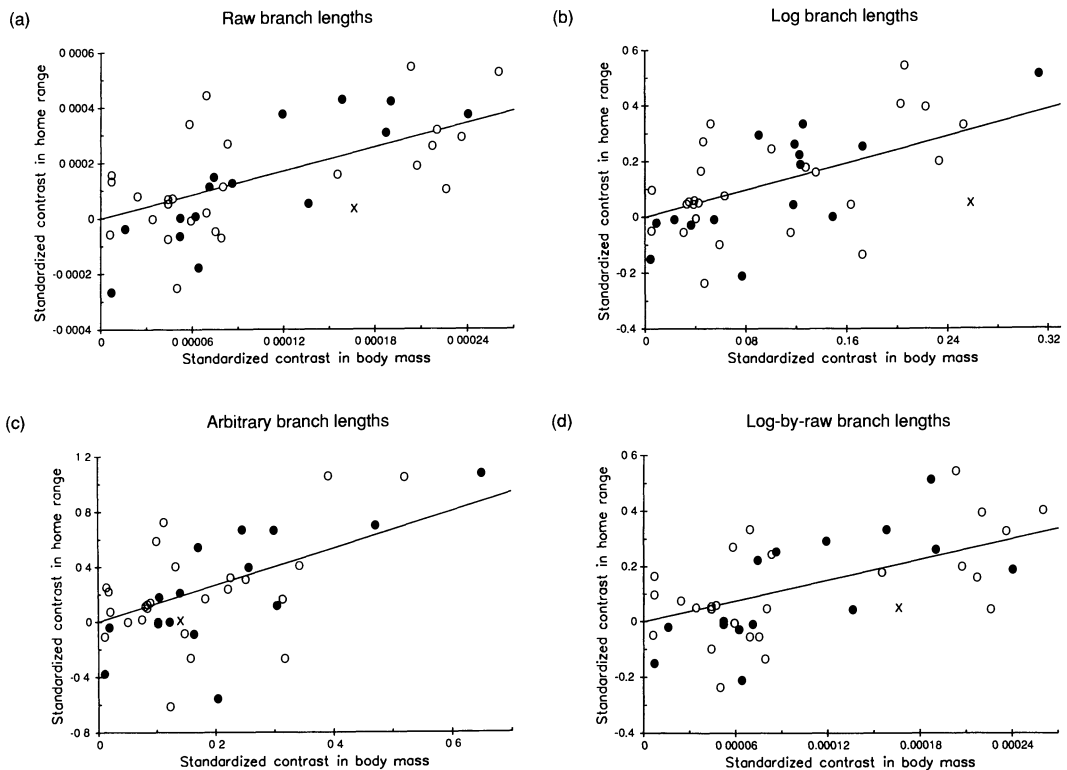 (a)
Raw branch lengths
Standardized contrast in home range
0 0006
0 0004
0 0002
0
-0 0002
-0 0004
0
0 00006
0 00012
0 00018
0 00024
Standardized contrast in body mass
(b)
Log branch lengths
Standardized contrast in home range
0 6
0.4
0.2
0
-0.2
-0.4
0
0 08
0.16
0 24
0.32
Standardized contrast in body mass
(c)
Arbitrary branch lengths
Standardized contrast in home range
1 2
0 8
0 4
0
-0 4
-0 8
0
0 2
0 4
0 6
Standardized contrast in body mass
(d)
Log-by-raw branch lengths
Standardized contrast in home range
0 6
0.4
0.2
0
-0.2
-0.4
0
0 00006
0 00012
0 00018
0 00024
Standardized contrast in body mass